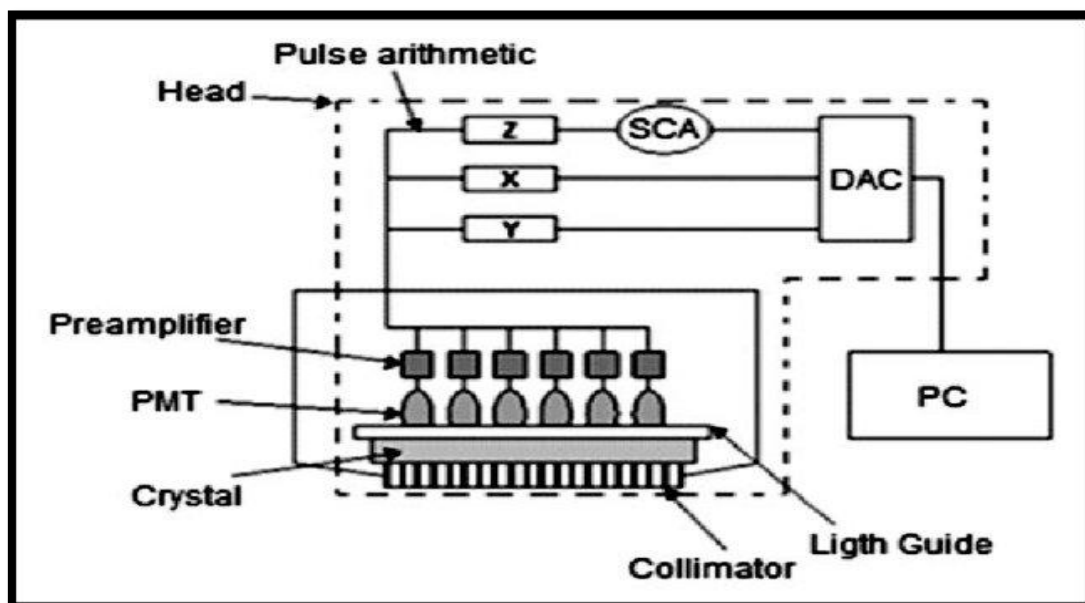 Pulse arithmetic
Head
Z
SCA
X
DAC
Y
Preamplifier
PMT
PC
Crystal
Ligth Guide
Collimator